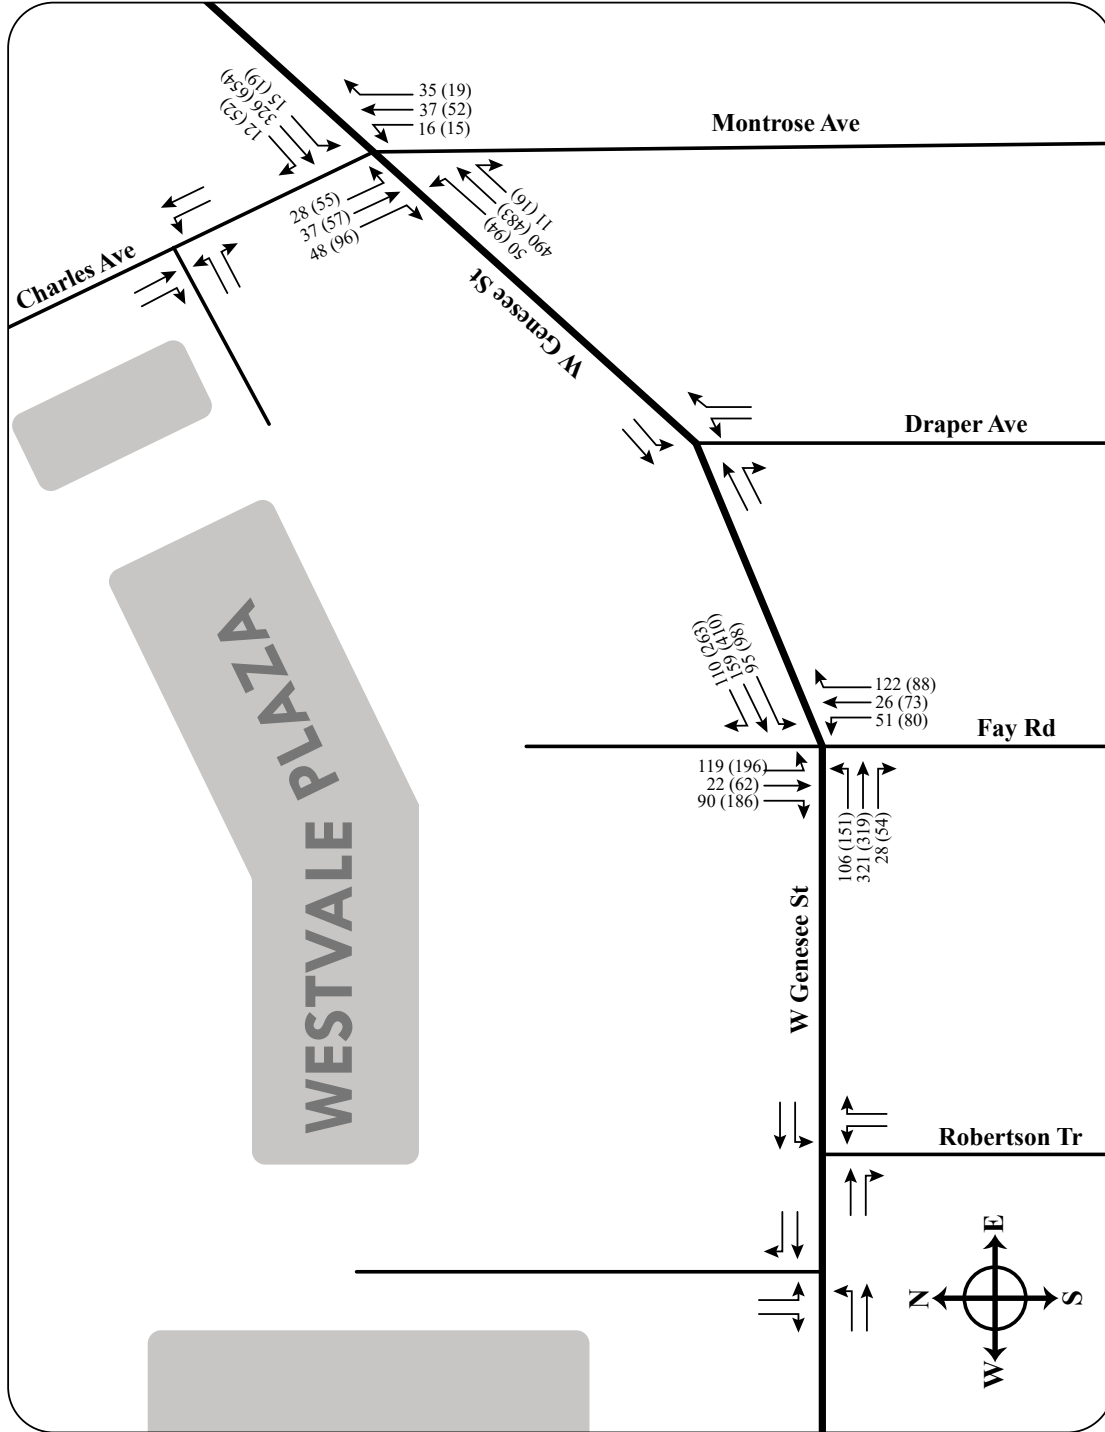 35 (19)
37 (52)
16 (15)
15 (19)
326 (654)
12 (52)
Montrose Ave
28 (55)
37 (57)
48 (96)
11 (16)
490 (483)
50 (94)
Charles Ave
W Genesee St
Draper Ave
110 (263)
159 (410)
95 (98)
122 (88)
26 (73)
51 (80)
Fay Rd
119 (196)
22 (62)
90 (186)
106 (151)
321 (319)
28 (54)
WESTVALE PLAZA
W Genesee St
Robertson Tr
E
N
S
W